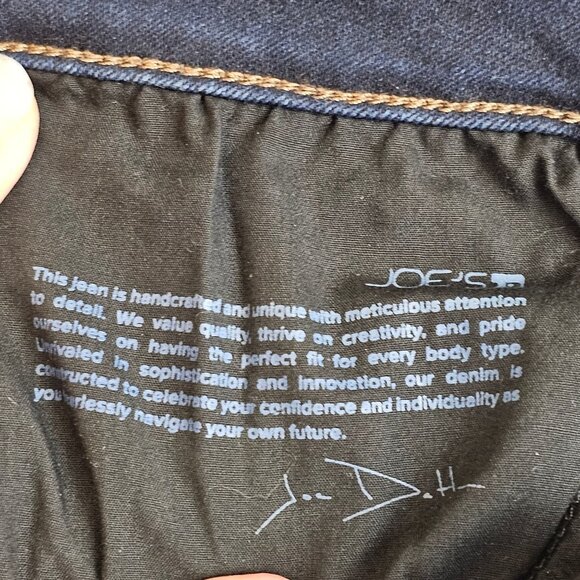 JOE'S
This jean is handcrafted and unique with meticulous attention
to detail. We value quality, thrive on creativity, and pride
ourselves on having the perfect fit for every body type.
Unrivaled in sophistication and innovation, our denim is
constructed to celebrate your confidence and individuality as
you fearlessly navigate your own future.
Joe Dahan